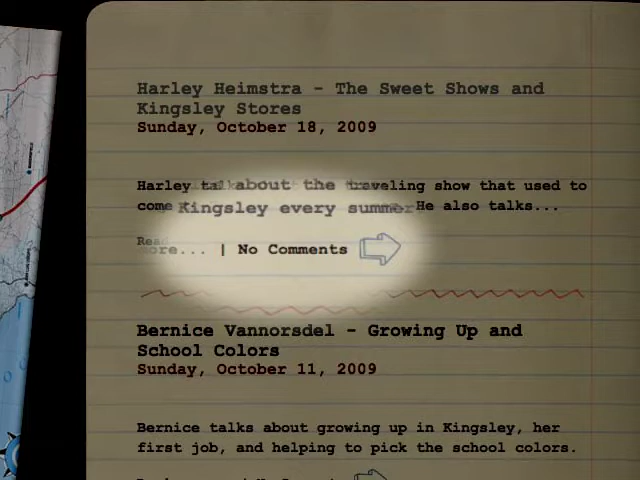 Harley Heimstra - The Sweet Shows and
Kingsley Stores
Sunday, October 18, 2009
Harley talks about the traveling show that used to
come Kingsley every summer He also talks...
Read
more... | No Comments
Bernice Vannorsdel - Growing Up and
School Colors
Sunday, October 11, 2009
Bernice talks about growing up in Kingsley, her
first job, and helping to pick the school colors.